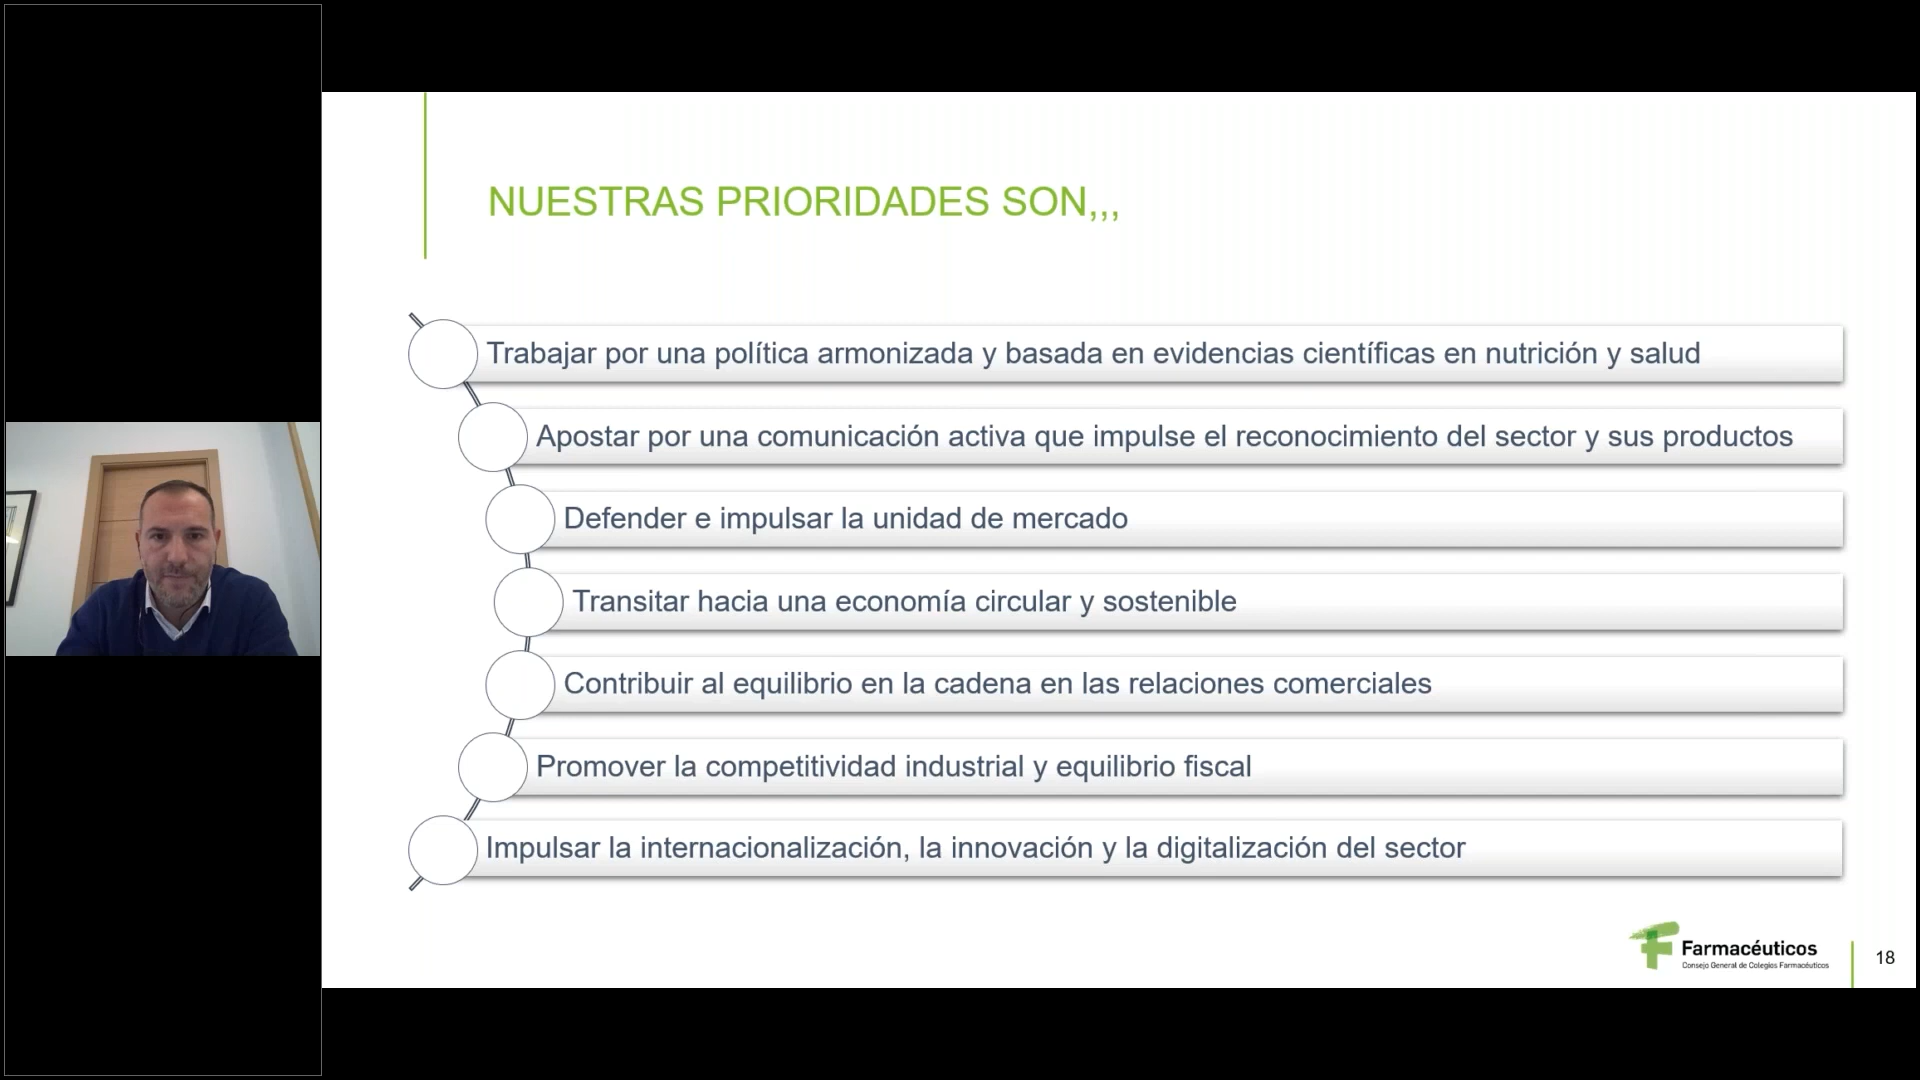 NUESTRAS PRIORIDADES SON,,,
Trabajar por una política armonizada y basada en evidencias científicas en nutrición y salud
Apostar por una comunicación activa que impulse el reconocimiento del sector y sus productos
Defender e impulsar la unidad de mercado
Transitar hacia una economía circular y sostenible
Contribuir al equilibrio en la cadena en las relaciones comerciales
Promover la competitividad industrial y equilibrio fiscal
Impulsar la internacionalización, la innovación y la digitalización del sector
Farmacéuticos
Consejo General de Colegios Farmacéuticos
18